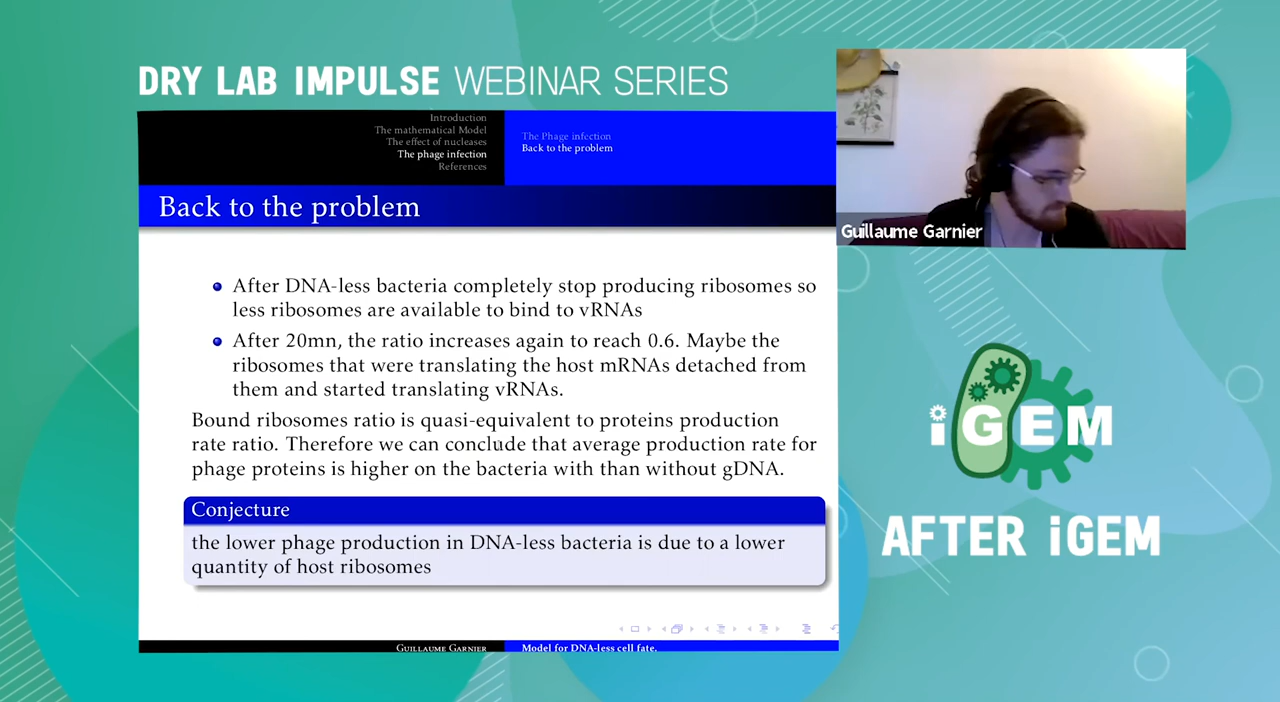 DRY LAB IMPULSE WEBINAR SERIES
Introduction
The mathematical Model
The effect of nucleases
The phage infection
References
The Phage infection
Back to the problem
Back to the problem
After DNA-less bacteria completely stop producing ribosomes so
less ribosomes are available to bind to vRNAs
After 20mn, the ratio increases again to reach 0.6. Maybe the
ribosomes that were translating the host mRNAs detached from
them and started translating vRNAs.
Bound ribosomes ratio is quasi-equivalent to proteins production
rate ratio. Therefore we can conclude that average production rate for
phage proteins is higher on the bacteria with than without gDNA.
Conjecture
the lower phage production in DNA-less bacteria is due to a lower
quantity of host ribosomes
Guillaume Garnier
Model for DNA-less cell fate.
Guillaume Garnier
iGEM
AFTER iGEM